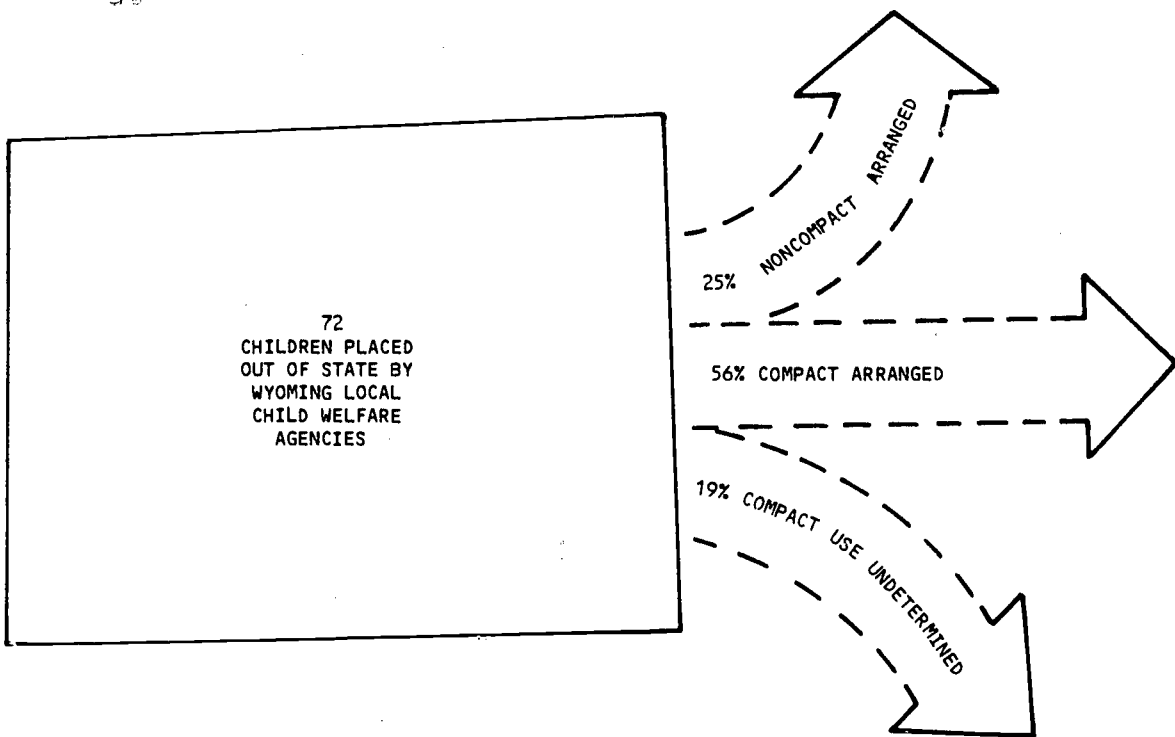 72
CHILDREN PLACED
OUT OF STATE BY
WYOMING LOCAL
CHILD WELFARE
AGENCIES
25% NONCOMPACT ARRANGED
56% COMPACT ARRANGED
19% COMPACT USE UNDETERMINED